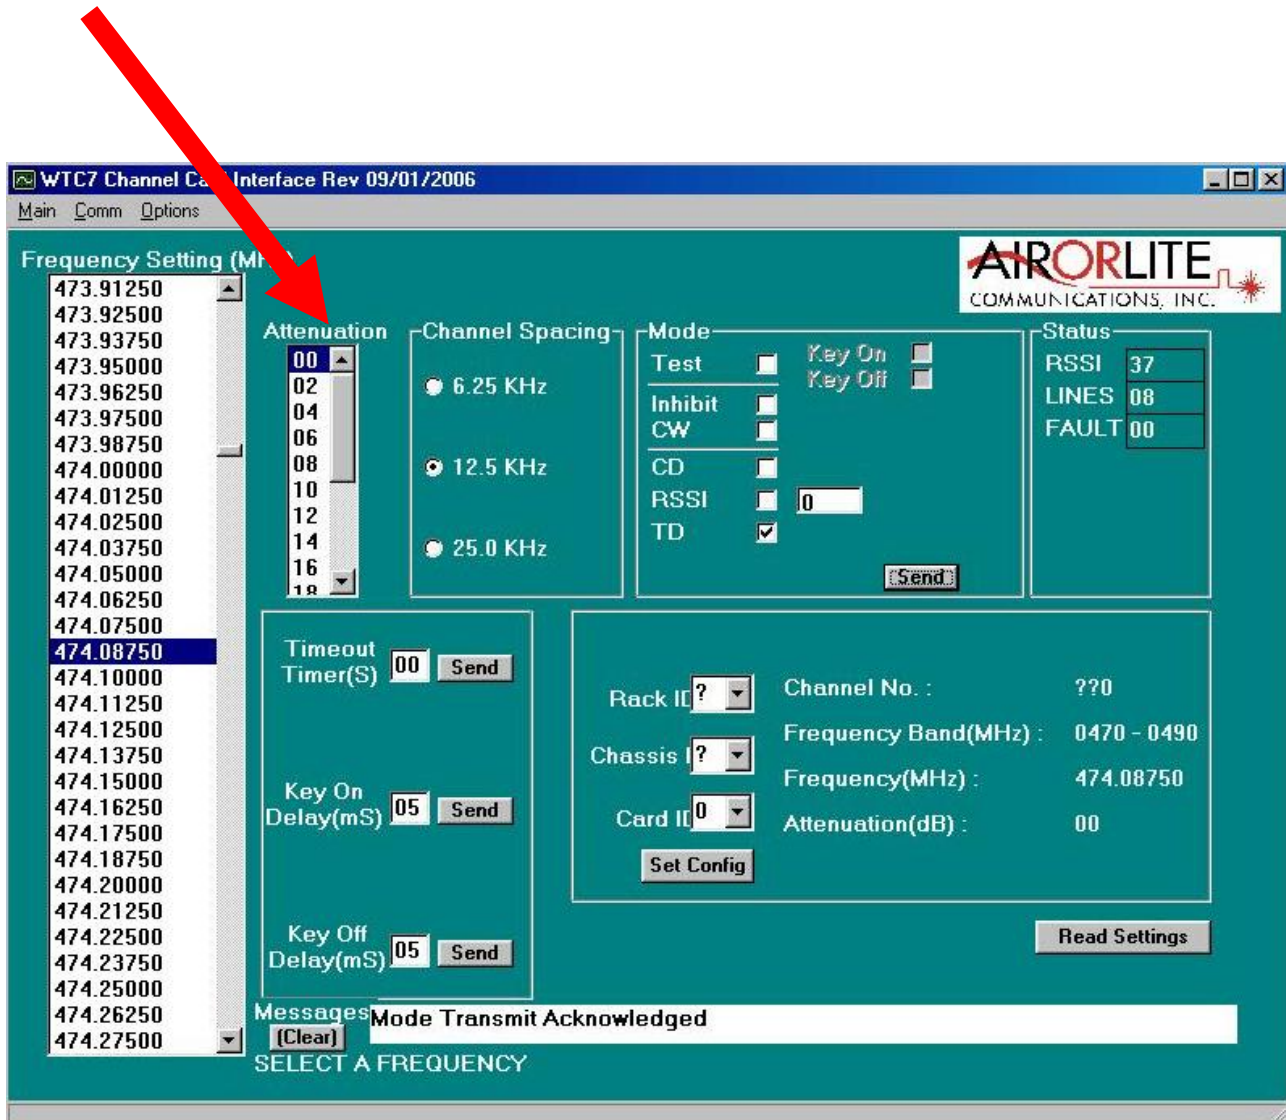 WTC7 Channel Ca Interface Rev 09/01/2006
Main Comm Options
AIRORLITE
COMMUNICATIONS, INC.
Frequency Setting (M
473.91250
473.92500
473.93750
473.95000
473.96250
473.97500
473.98750
474.00000
474.01250
474.02500
474.03750
474.05000
474.06250
474.07500
474.08750
474.10000
474.11250
474.12500
474.13750
474.15000
474.16250
474.17500
474.18750
474.20000
474.21250
474.22500
474.23750
474.25000
474.26250
474.27500
Attenuation
00
02
04
06
08
10
12
14
16
18
Channel Spacing
6.25 KHz
12.5 KHz
25.0 KHz
Mode
Test
Key On
Key Off
Inhibit
CW
CD
RSSI 0
TD
Send
Status
RSSI 37
LINES 08
FAULT 00
Timeout
Timer(S) 00 Send
Key On
Delay(mS) 05 Send
Key Off
Delay(mS) 05 Send
Rack ID ?
Chassis I ?
Card ID 0
Set Config
Channel No. : ??0
Frequency Band(MHz) : 0470 - 0490
Frequency(MHz) : 474.08750
Attenuation(dB) : 00
Read Settings
Messages Mode Transmit Acknowledged
(Clear)
SELECT A FREQUENCY